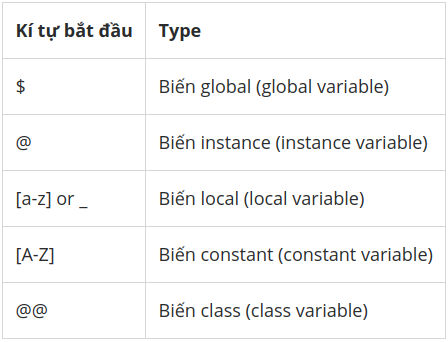 Kí tự bắt đầu Type
$ Biến global (global variable)
@ Biến instance (instance variable)
[a-z] or _ Biến local (local variable)
[A-Z] Biến constant (constant variable)
@@ Biến class (class variable)